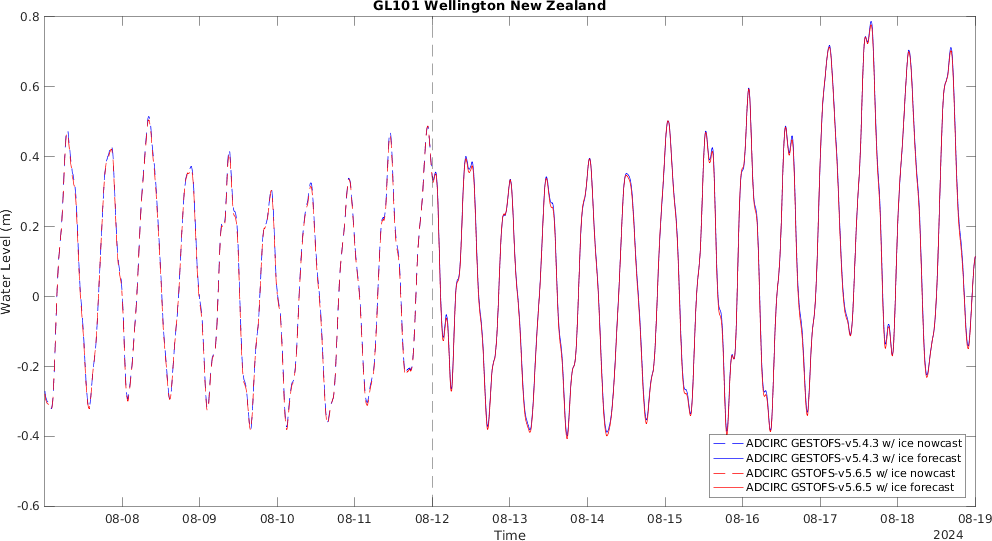 GL101 Wellington New Zealand
0.8
0.6
0.4
0.2
0
-0.2
-0.4
-0.6
Water Level (m)
ADCIRC GESTOFS-v5.4.3 w/ ice nowcast
ADCIRC GESTOFS-v5.4.3 w/ ice forecast
ADCIRC GSTOFS-v5.6.5 w/ ice nowcast
ADCIRC GSTOFS-v5.6.5 w/ ice forecast
08-08 08-09 08-10 08-11 08-12 08-13 08-14 08-15 08-16 08-17 08-18 08-19
Time
2024